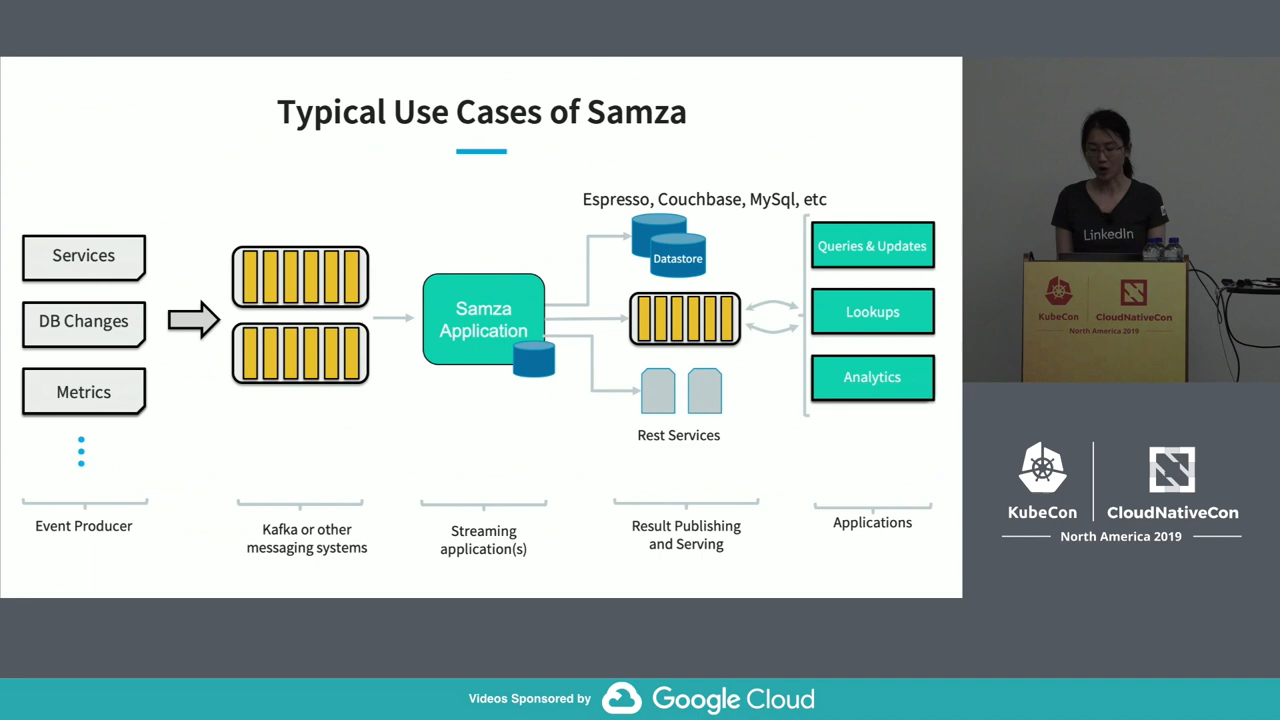 Typical Use Cases of Samza
Espresso, Couchbase, MySql, etc
Services
DB Changes
Metrics
Samza
Application
Datastore
Rest Services
Queries & Updates
Lookups
Analytics
Event Producer
Kafka or other
messaging systems
Streaming
application(s)
Result Publishing
and Serving
Applications
LinkedIn
KubeCon
CloudNativeCon
North America 2019
KubeCon
CloudNativeCon
North America 2019
Videos Sponsored by
Google Cloud